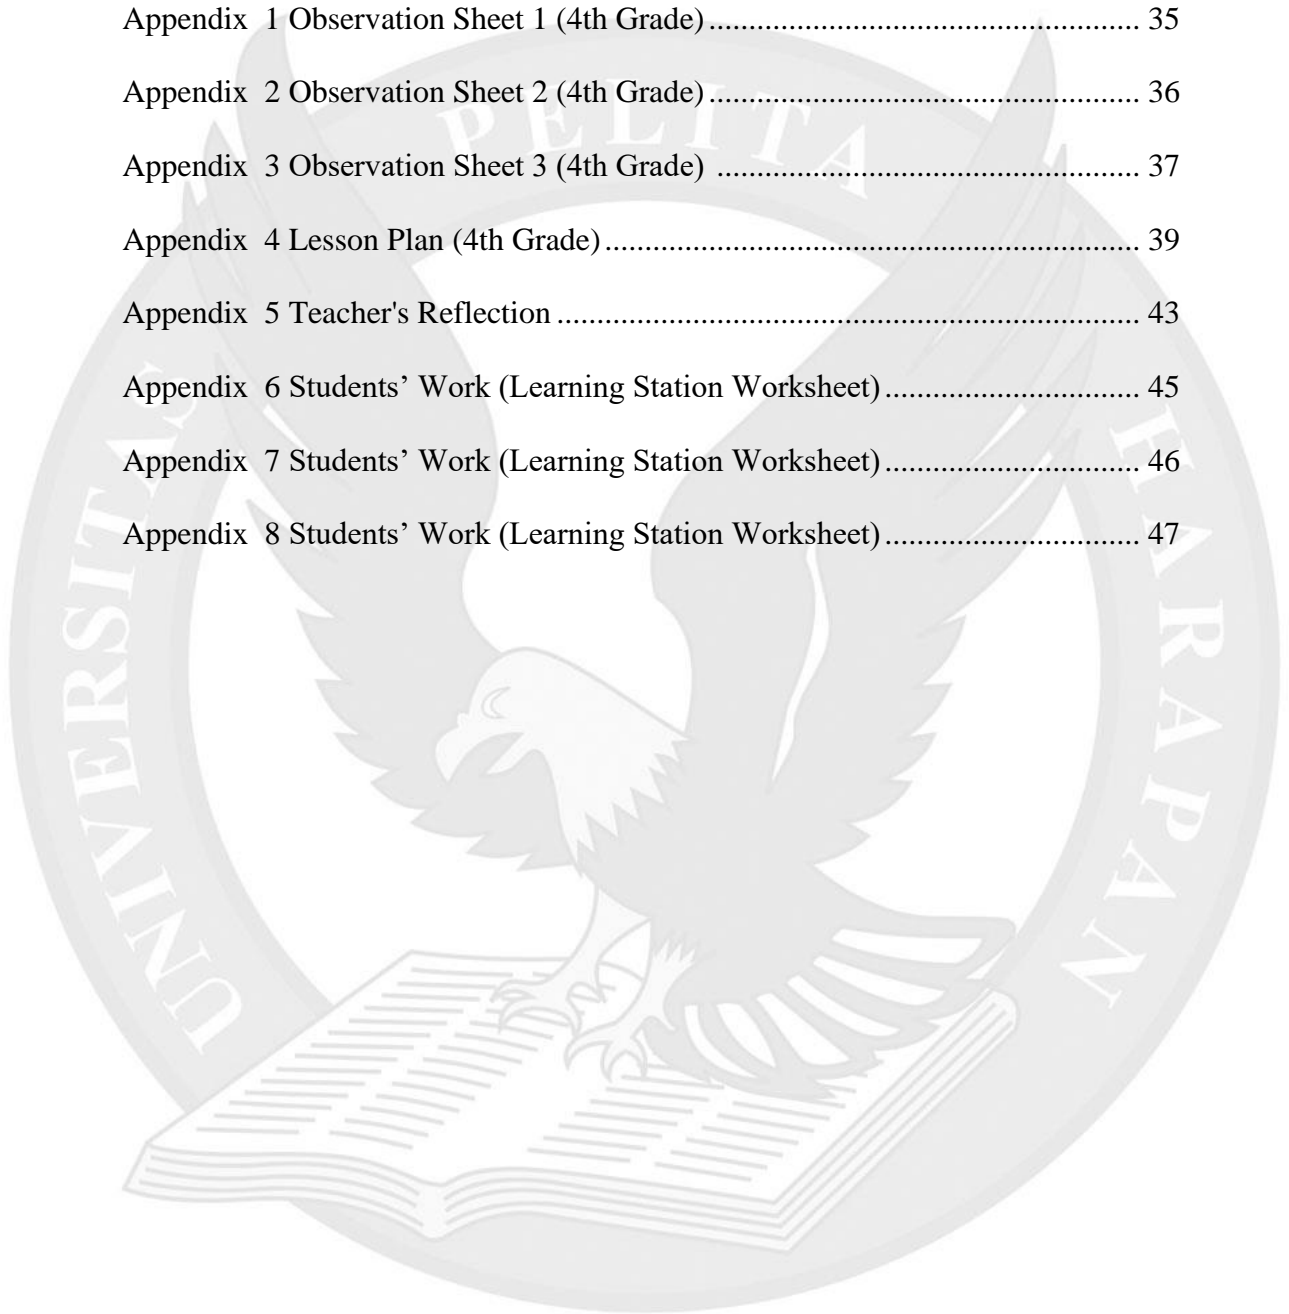 Appendix  1 Observation Sheet 1 (4th Grade)...................................................... 35
Appendix  2 Observation Sheet 2 (4th Grade)...................................................... 36
Appendix  3 Observation Sheet 3 (4th Grade) ..................................................... 37
Appendix  4 Lesson Plan (4th Grade)................................................................... 39
Appendix  5 Teacher's Reflection ......................................................................... 43
Appendix  6 Students’ Work (Learning Station Worksheet)................................ 45
Appendix  7 Students’ Work (Learning Station Worksheet)................................ 46
Appendix  8 Students’ Work (Learning Station Worksheet)................................ 47
UNIVERSITAS PELITA HARAPAN